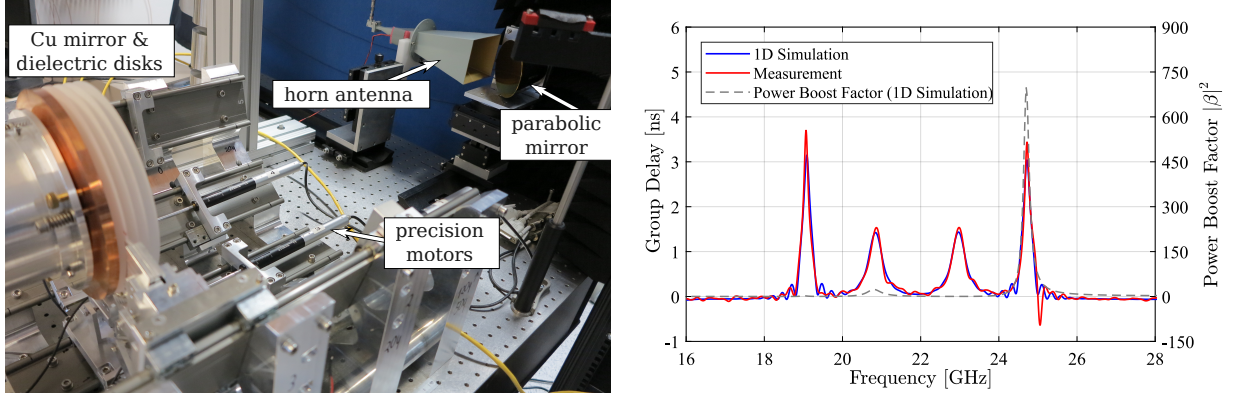 Cu mirror &
dielectric disks
horn antenna
parabolic
mirror
precision
motors
6
5
4
3
2
1
0
-1
Group Delay [ns]
1D Simulation
Measurement
Power Boost Factor (1D Simulation)
900
750
600
450
300
150
0
-150
Power Boost Factor |β|²
16
18
20
22
24
26
28
Frequency [GHz]